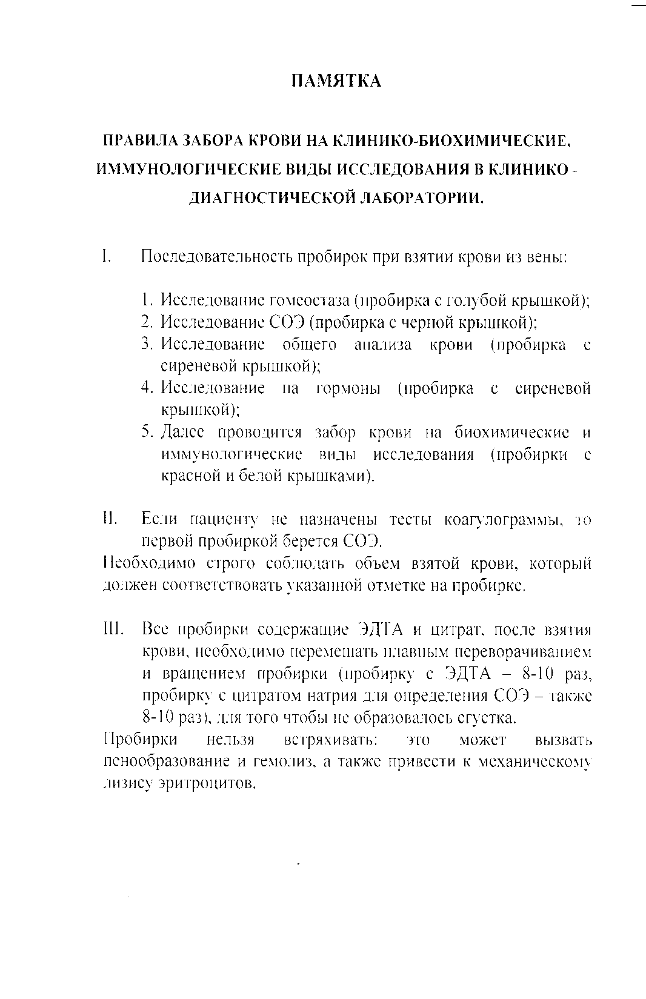 ПАМЯТКА
ПРАВИЛА ЗАБОРА КРОВИ НА КЛИНИКО-БИОХИМИЧЕСКИЕ,
ИММУНОЛОГИЧЕСКИЕ ВИДЫ ИССЛЕДОВАНИЯ В КЛИНИКО -
ДИАГНОСТИЧЕСКОЙ ЛАБОРАТОРИИ.
I. Последовательность пробирок при взятии крови из вены:
1. Исследование гомеостаза (пробирка с голубой крышкой);
2. Исследование СОЭ (пробирка с черной крышкой);
3. Исследование общего анализа крови (пробирка с
сиреневой крышкой);
4. Исследование на гормоны (пробирка с сиреневой
крышкой);
5. Далее проводится забор крови на биохимические и
иммунологические виды исследования (пробирки с
красной и белой крышками).
II. Если пациенту не назначены тесты коагулограммы, то
первой пробиркой берется СОЭ.
Необходимо строго соблюдать объем взятой крови, который
должен соответствовать указанной отметке на пробирке.
III. Все пробирки содержащие ЭДТА и цитрат, после взятия
крови, необходимо перемешать плавным переворачиванием
и вращением пробирки (пробирку с ЭДТА – 8-10 раз,
пробирку с цитратом натрия для определения СОЭ – также
8-10 раз), для того чтобы не образовалось сгустка.
Пробирки нельзя встряхивать: это может вызвать
пенообразование и гемолиз, а также привести к механическому
лизису эритроцитов.